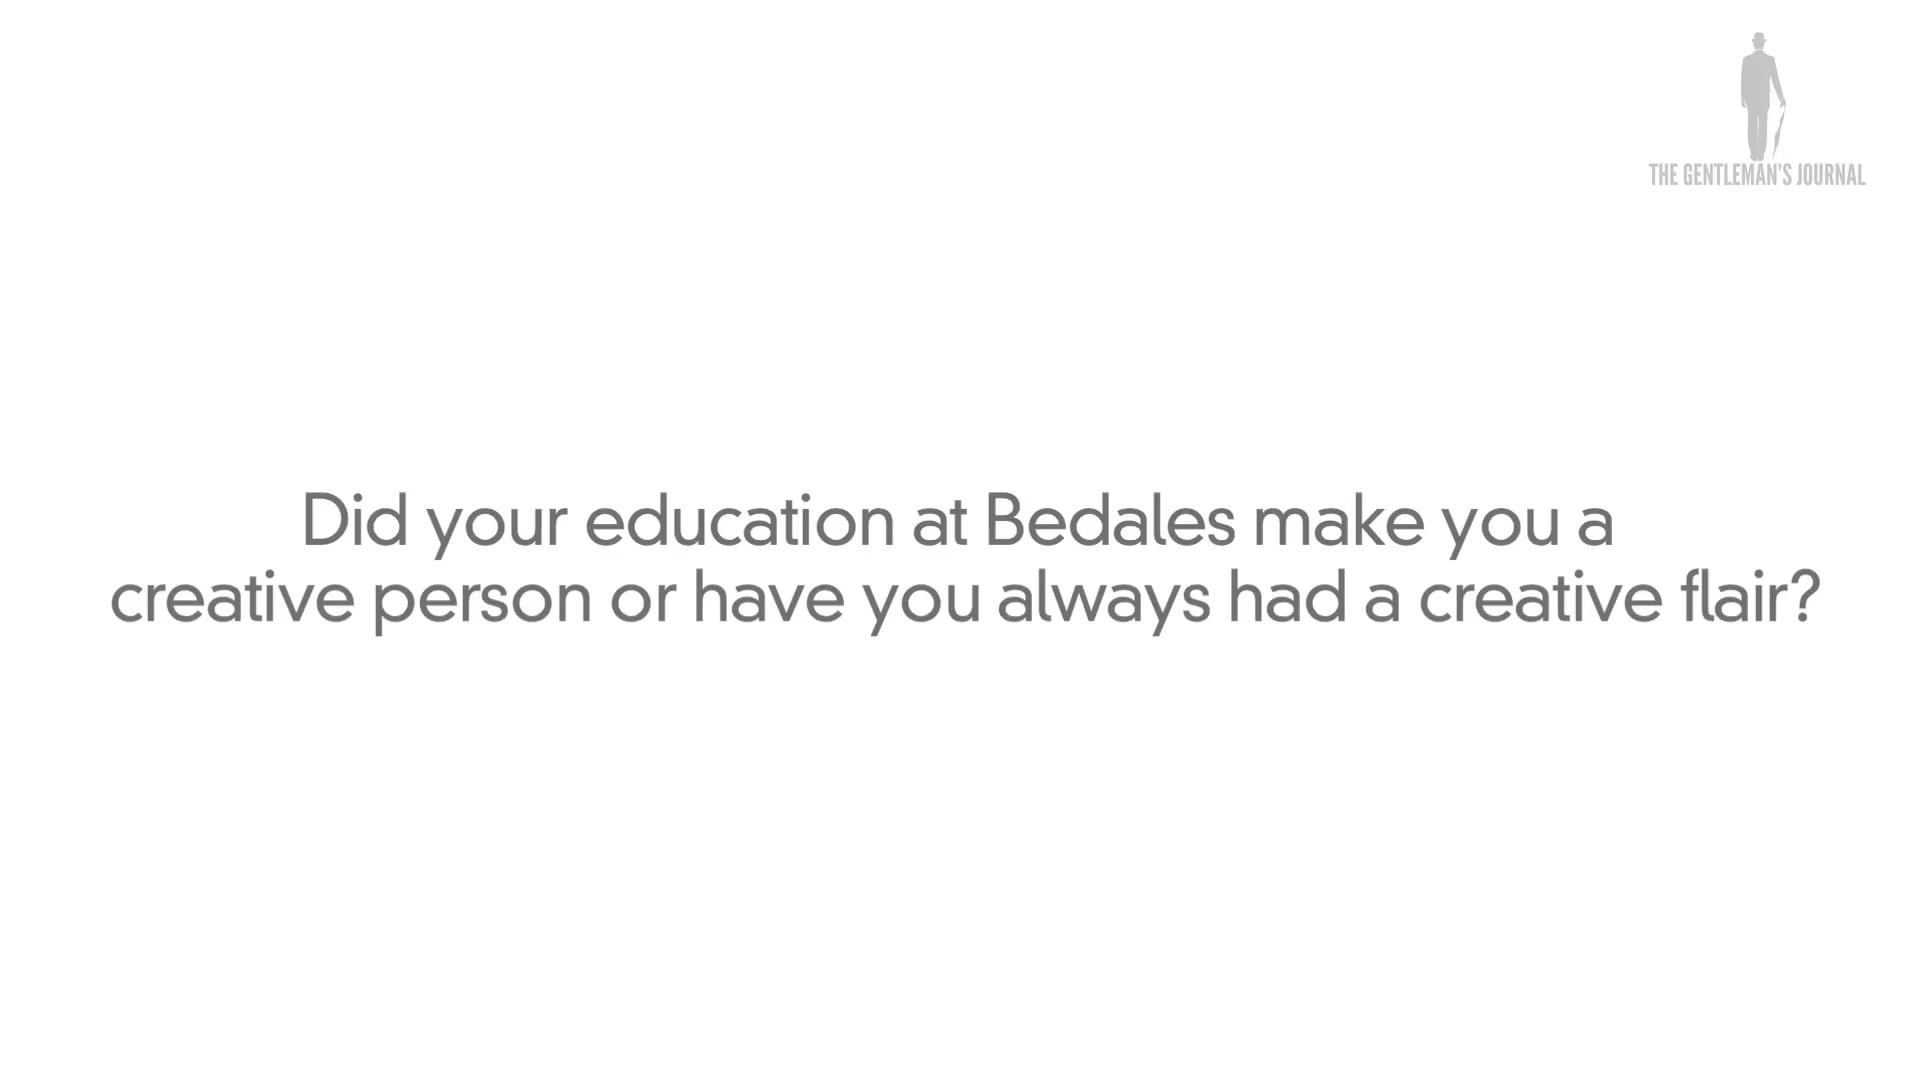 THE GENTLEMAN'S JOURNAL
Did your education at Bedales make you a
creative person or have you always had a creative flair?